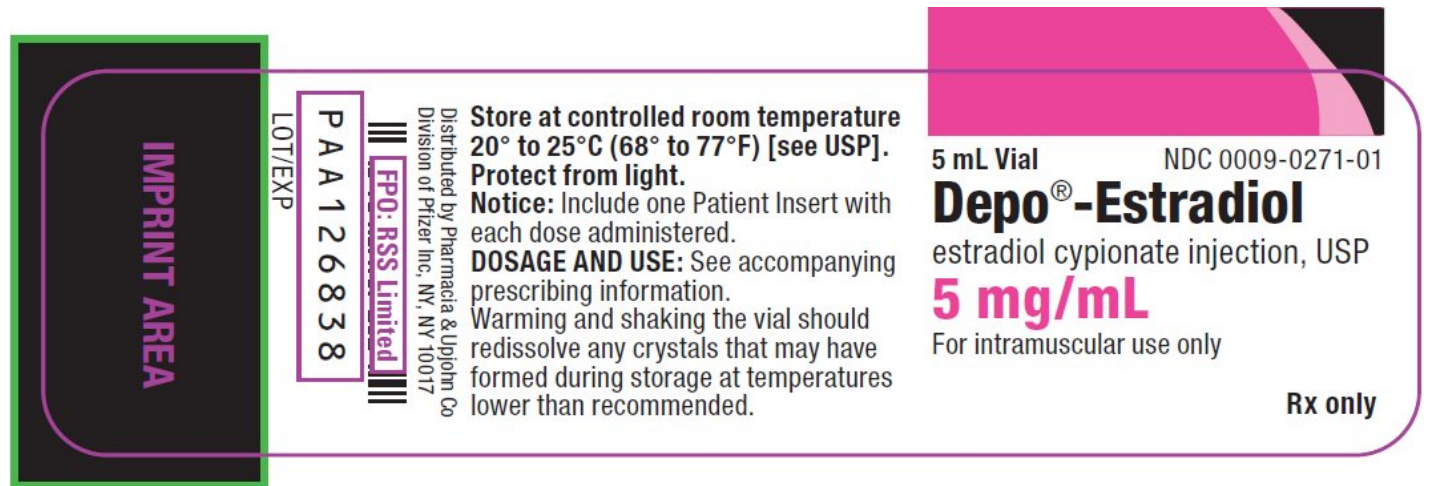 IMPRINT AREA
LOT/EXP
PAA126838
FPO: RSS Limited
Distributed by Pharmacia & Upjohn Co
Division of Pfizer Inc, NY, NY 10017
Store at controlled room temperature
20° to 25°C (68° to 77°F) [see USP].
Protect from light.
Notice: Include one Patient Insert with
each dose administered.
DOSAGE AND USE: See accompanying
prescribing information.
Warming and shaking the vial should
redissolve any crystals that may have
formed during storage at temperatures
lower than recommended.
5 mL Vial NDC 0009-0271-01
Depo®-Estradiol
estradiol cypionate injection, USP
5 mg/mL
For intramuscular use only
Rx only